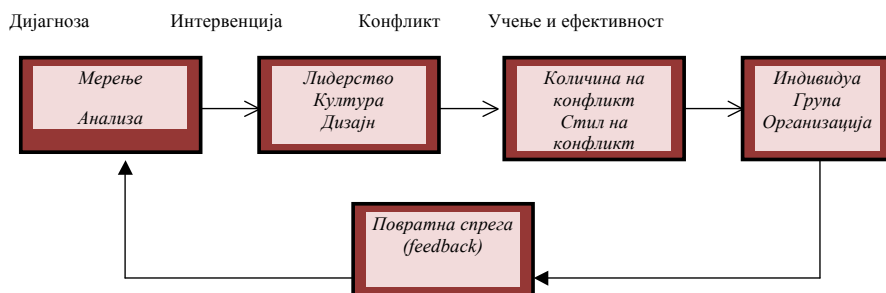 Дијагноза Интервенција Конфликт Учење и ефективност
Мерење
Анализа
Лидерство
Култура
Дизајн
Количина на
конфликт
Стил на
конфликт
Индивидуа
Група
Организација
Повратна спрега
(feedback)